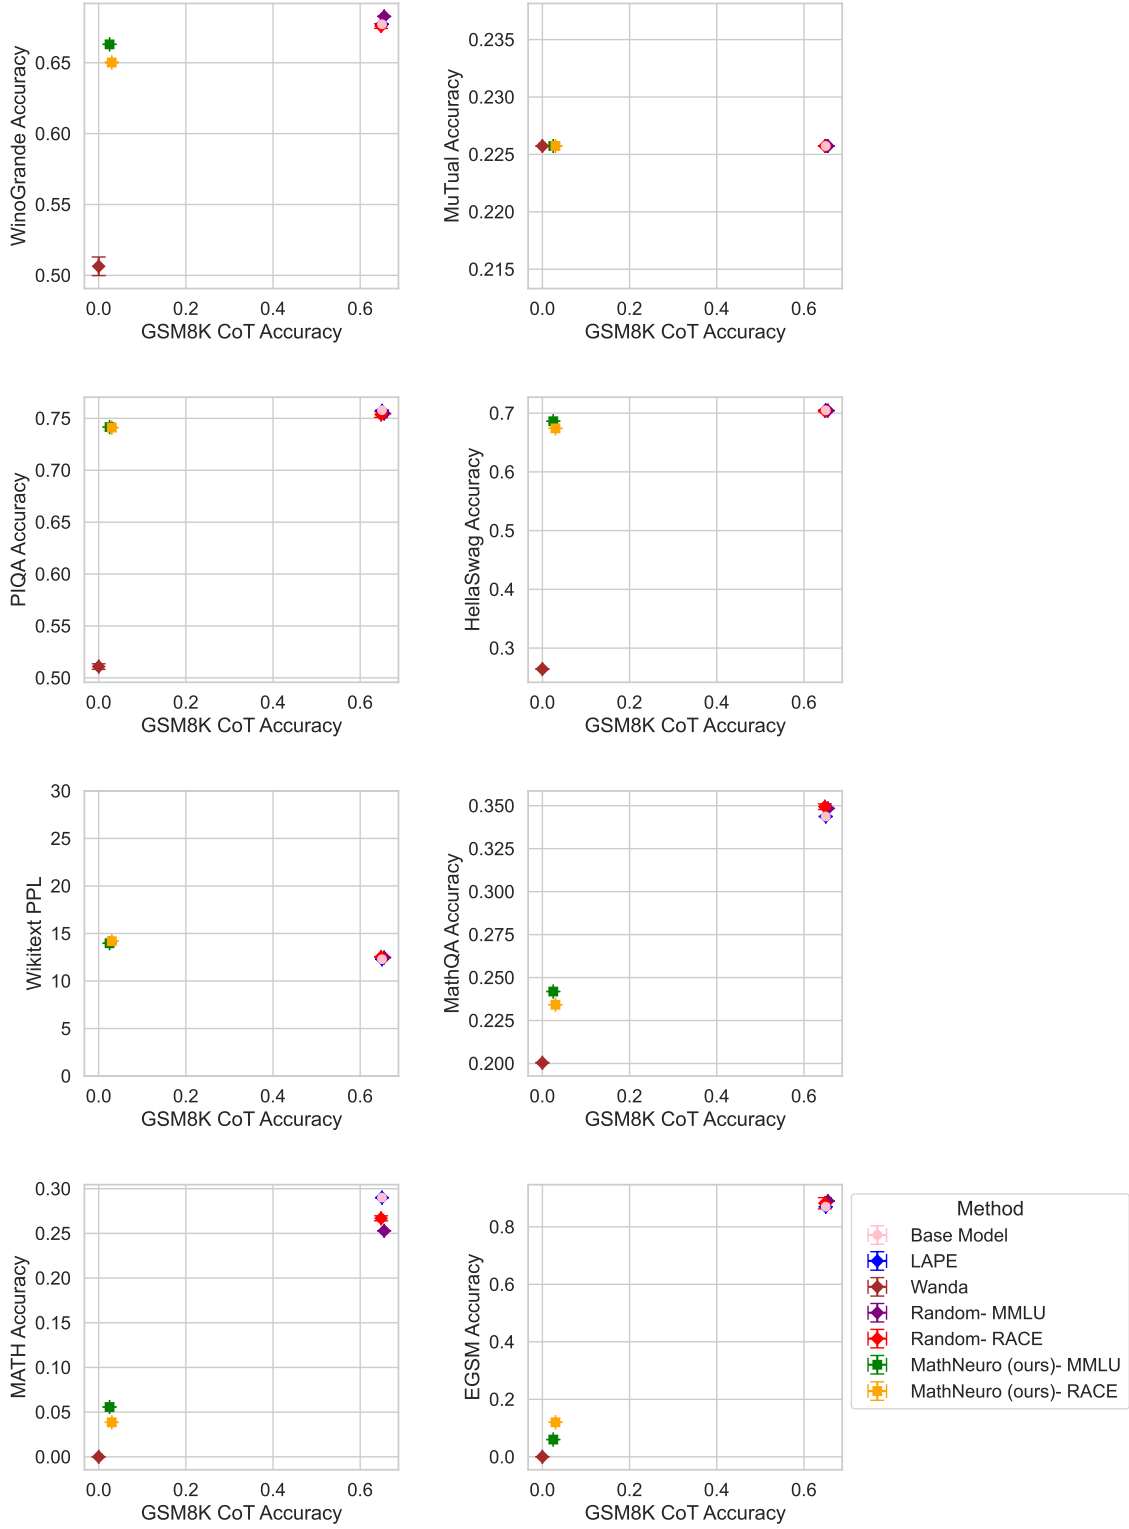 WinoGrande Accuracy
0.65
0.60
0.55
0.50
0.0 0.2 0.4 0.6
GSM8K CoT Accuracy
MuTual Accuracy
0.235
0.230
0.225
0.220
0.215
0.0 0.2 0.4 0.6
GSM8K CoT Accuracy
PIQA Accuracy
0.75
0.70
0.65
0.60
0.55
0.50
0.0 0.2 0.4 0.6
GSM8K CoT Accuracy
HellaSwag Accuracy
0.7
0.6
0.5
0.4
0.3
0.0 0.2 0.4 0.6
GSM8K CoT Accuracy
Wikitext PPL
30
25
20
15
10
5
0
0.0 0.2 0.4 0.6
GSM8K CoT Accuracy
MathQA Accuracy
0.350
0.325
0.300
0.275
0.250
0.225
0.200
0.0 0.2 0.4 0.6
GSM8K CoT Accuracy
MATH Accuracy
0.30
0.25
0.20
0.15
0.10
0.05
0.00
0.0 0.2 0.4 0.6
GSM8K CoT Accuracy
EGSM Accuracy
0.8
0.6
0.4
0.2
0.0
0.0 0.2 0.4 0.6
GSM8K CoT Accuracy
Method
Base Model
LAPE
Wanda
Random- MMLU
Random- RACE
MathNeuro (ours)- MMLU
MathNeuro (ours)- RACE